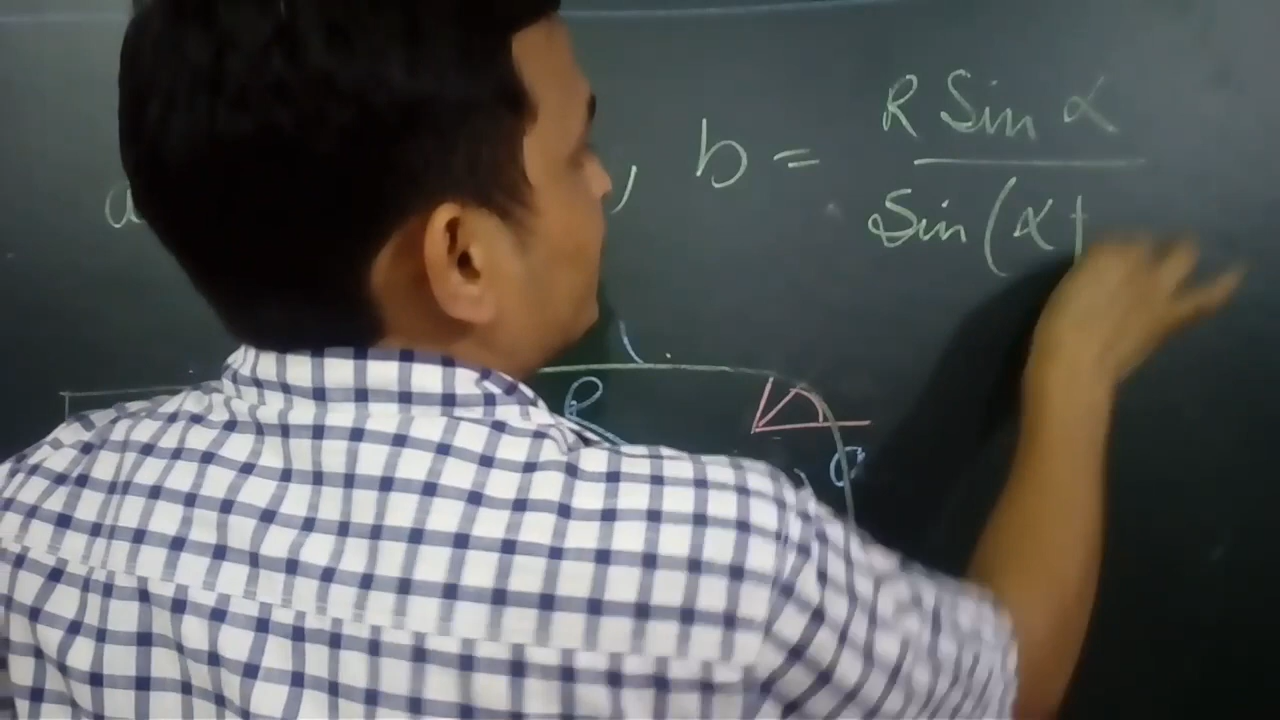 a , b = R Sin α
Sin (α +
R